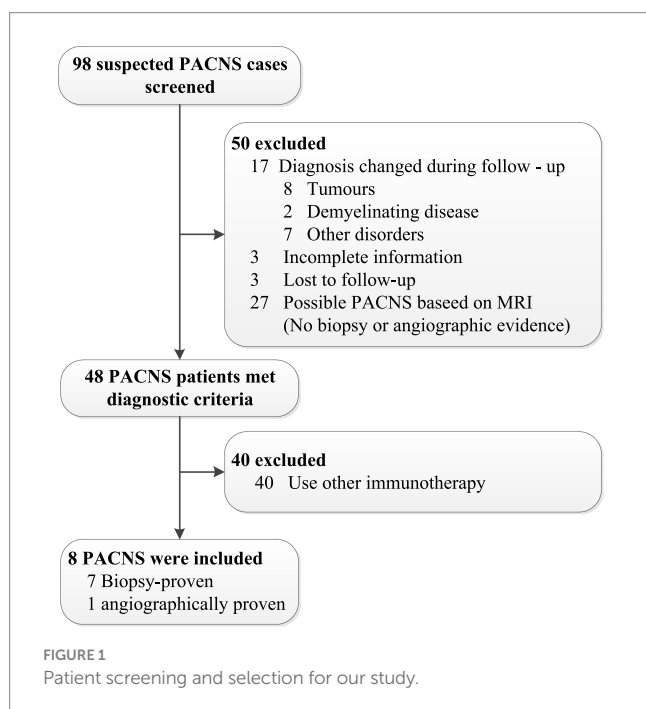 98 suspected PACNS cases
screened
50 excluded
17 Diagnosis changed during follow - up
8 Tumours
2 Demyelinating disease
7 Other disorders
3 Incomplete information
3 Lost to follow-up
27 Possible PACNS baseed on MRI
(No biopsy or angiographic evidence)
48 PACNS patients met
diagnostic criteria
40 excluded
40 Use other immunotherapy
8 PACNS were included
7 Biopsy-proven
1 angiographically proven
FIGURE 1
Patient screening and selection for our study.